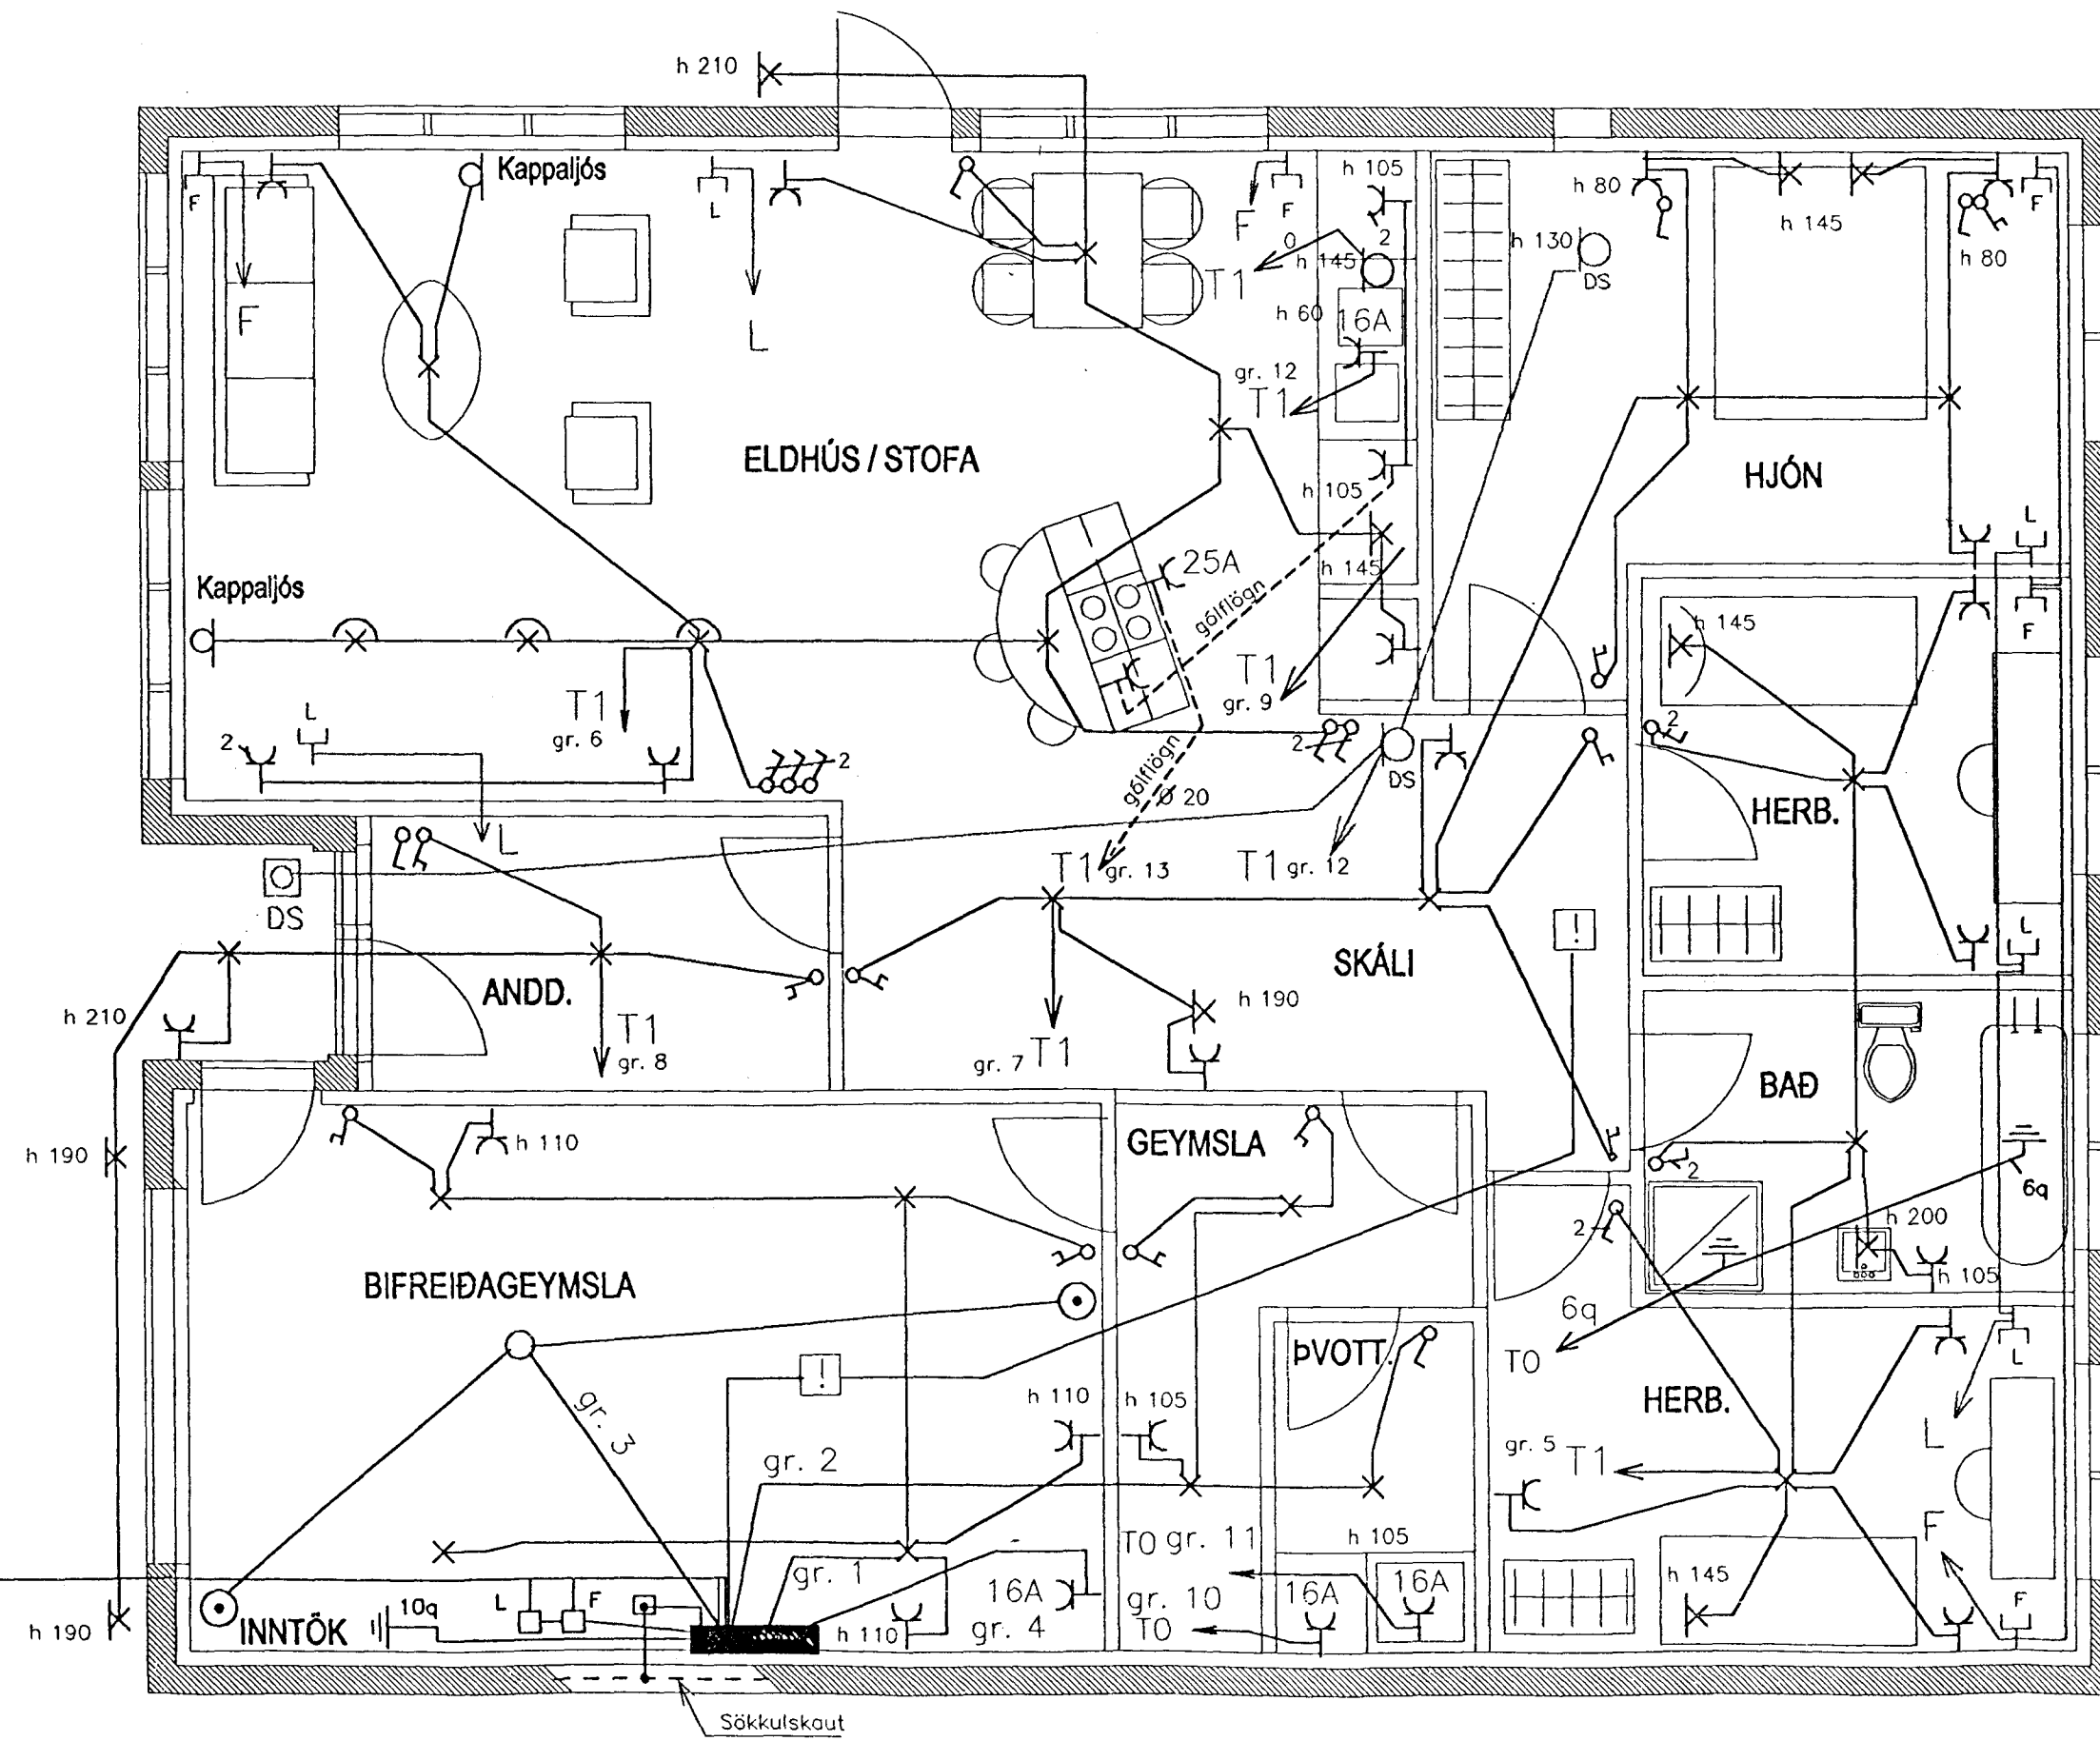 h 210
Kappaljós
F
L
F
h 105
h 80
h 145
F
h 80
F
F
L
T1
h 145
2
h 130
DS
h 60
16A
gr. 12
T1
ELDHÚS / STOFA
HJÓN
h 105
25A
h 145
gólflögn
L
F
Kappaljós
h 145
T1
gr. 9
T1
gr. 6
L
2
2
2
DS
2
gólflögn
Ø 20
HERB.
L
T1 gr. 13
T1 gr. 12
DS
L
ANDD.
SKÁLI
h 210
T1
gr. 8
gr. 7 T1
h 190
BAÐ
h 190
h 110
GEYMSLA
2
6q
h 200
2
h 105
BIFREIÐAGEYMSLA
6q
TO
ÞVOTT.
L
gr. 3
h 110
h 105
HERB.
L
gr. 2
gr. 5 T1
F
TO gr. 11
h 105
gr. 1
16A
gr. 4
gr. 10
TO
16A
16A
h 145
F
h 190
INNTÖK
10q
L
F
h 110
Sökkulskaut